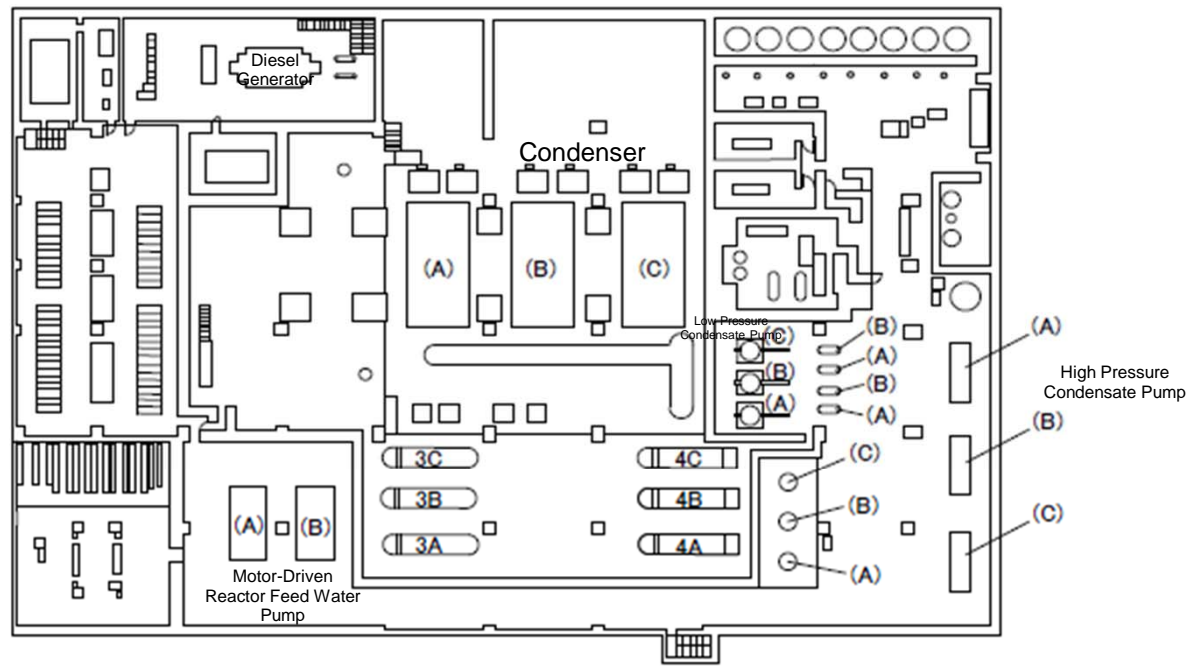 Diesel
Generator
Condenser
(A)
(B)
(C)
Low Pressure
Condensate Pump
(C)
(B)
(A)
(B)
(A)
(B)
(A)
(A)
High Pressure
Condensate Pump
(B)
(C)
3C
3B
3A
4C
4B
4A
(C)
(B)
(A)
(A)
(B)
Motor-Driven
Reactor Feed Water
Pump